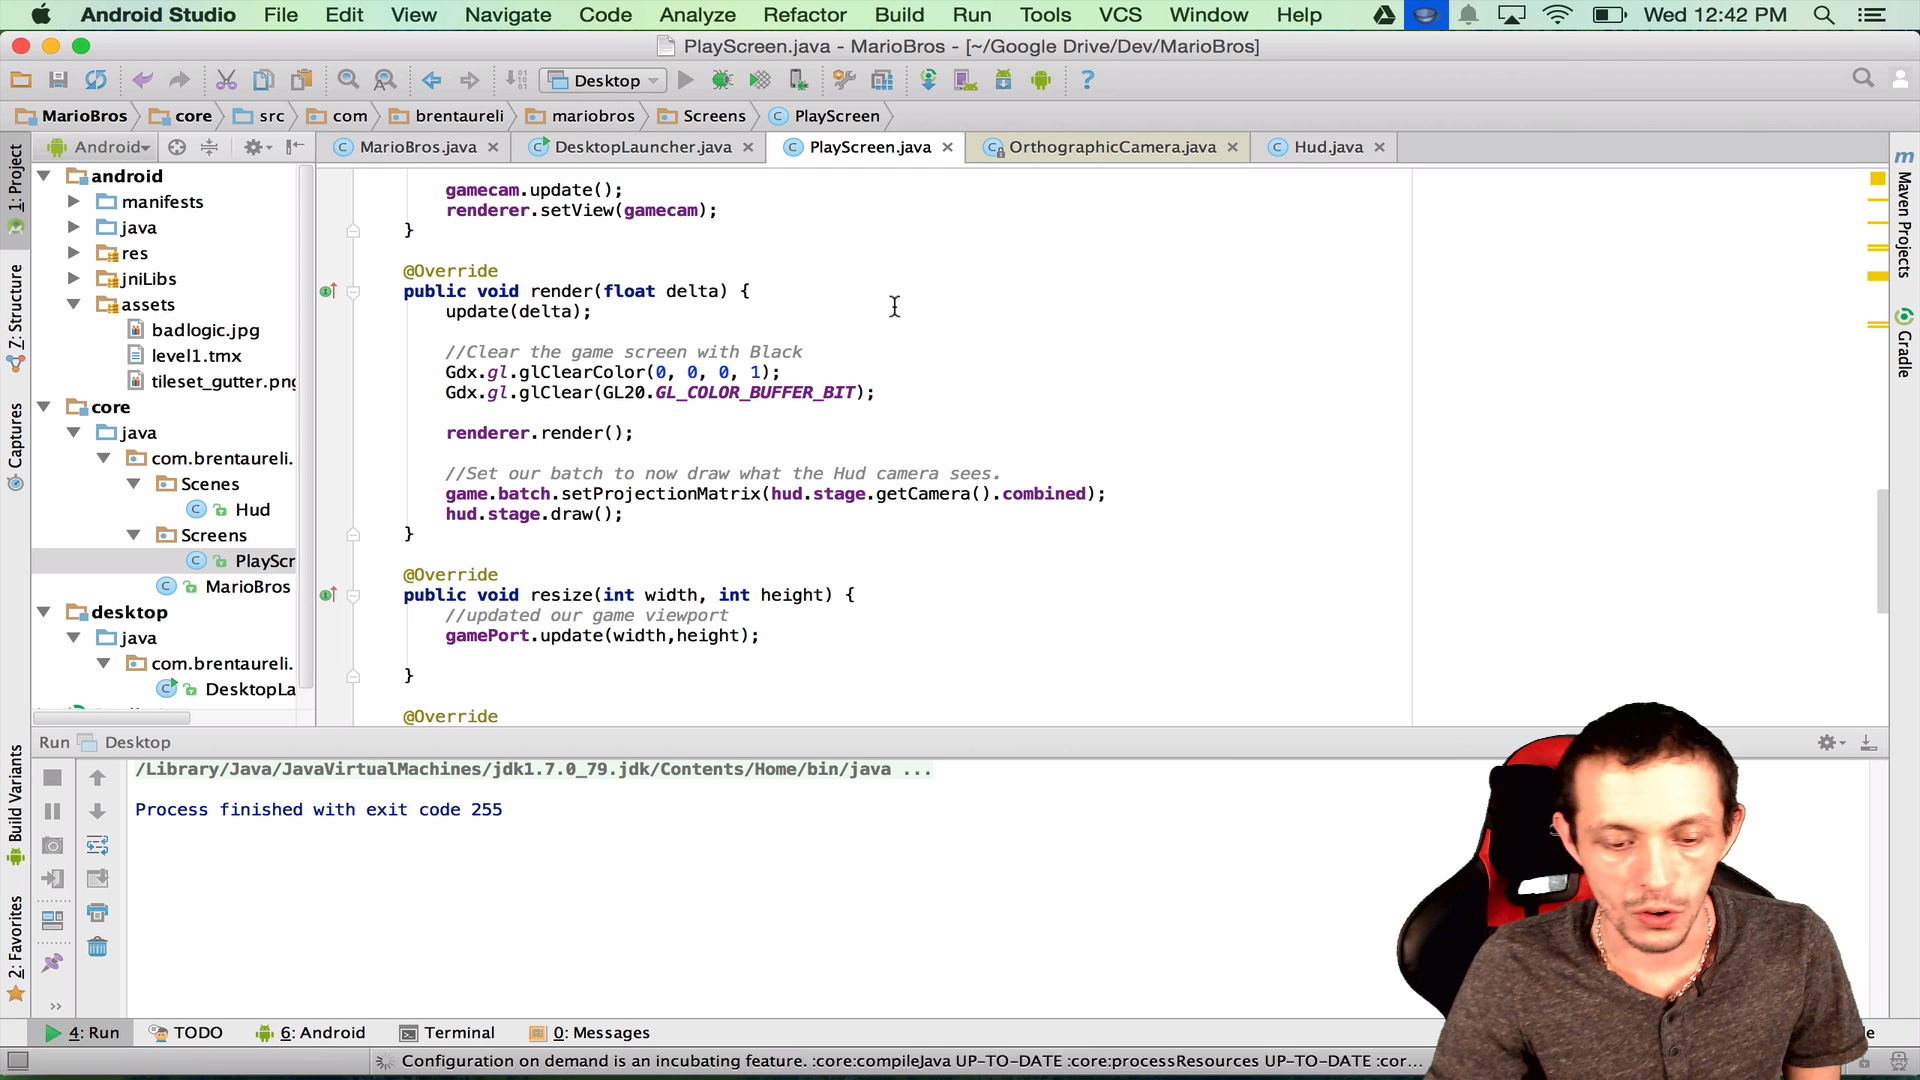 Android Studio File Edit View Navigate Code Analyze Refactor Build Run Tools VCS Window Help Wed 12:42 PM
PlayScreen.java - MarioBros - [~/Google Drive/Dev/MarioBros]
Desktop
MarioBros core src com brentaureli mariobros Screens PlayScreen
Android
MarioBros.java DesktopLauncher.java PlayScreen.java OrthographicCamera.java Hud.java
1: Project
Z: Structure
Captures
Build Variants
2: Favorites
android
manifests
java
res
jniLibs
assets
badlogic.jpg
level1.tmx
tileset_gutter.png
core
java
com.brentaureli.
Scenes
Hud
Screens
PlayScr
MarioBros
desktop
java
com.brentaureli.
DesktopLa
gamecam.update();
renderer.setView(gamecam);
}
@Override
public void render(float delta) {
update(delta);
//Clear the game screen with Black
Gdx.gl.glClearColor(0, 0, 0, 1);
Gdx.gl.glClear(GL20.GL_COLOR_BUFFER_BIT);
renderer.render();
//Set our batch to now draw what the Hud camera sees.
game.batch.setProjectionMatrix(hud.stage.getCamera().combined);
hud.stage.draw();
}
@Override
public void resize(int width, int height) {
//updated our game viewport
gamePort.update(width,height);
}
@Override
Maven Projects
Gradle
Run Desktop
/Library/Java/JavaVirtualMachines/jdk1.7.0_79.jdk/Contents/Home/bin/java ...
Process finished with exit code 255
4: Run TODO 6: Android Terminal 0: Messages
Configuration on demand is an incubating feature. :core:compileJava UP-TO-DATE :core:processResources UP-TO-DATE :cor...